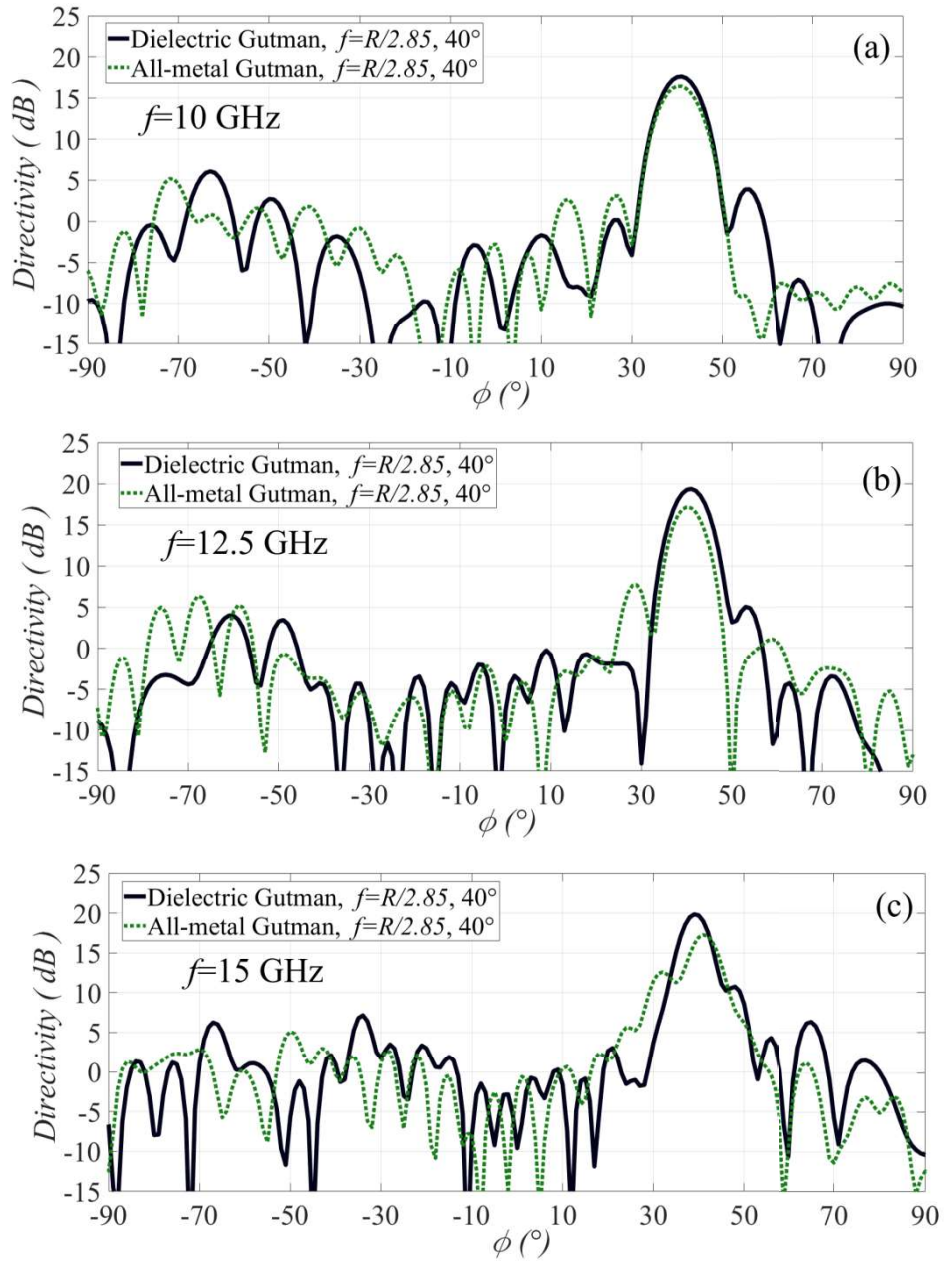 25
20
15
10
5
0
-5
-10
-15
Directivity ( dB )
Dielectric Gutman, f=R/2.85, 40°
All-metal Gutman, f=R/2.85, 40°
(a)
f=10 GHz
-90 -70 -50 -30 -10 10 30 50 70 90
ϕ (°)
25
20
15
10
5
0
-5
-10
-15
Directivity ( dB )
Dielectric Gutman, f=R/2.85, 40°
All-metal Gutman, f=R/2.85, 40°
(b)
f=12.5 GHz
-90 -70 -50 -30 -10 10 30 50 70 90
ϕ (°)
25
20
15
10
5
0
-5
-10
-15
Directivity ( dB )
Dielectric Gutman, f=R/2.85, 40°
All-metal Gutman, f=R/2.85, 40°
(c)
f=15 GHz
-90 -70 -50 -30 -10 10 30 50 70 90
ϕ (°)